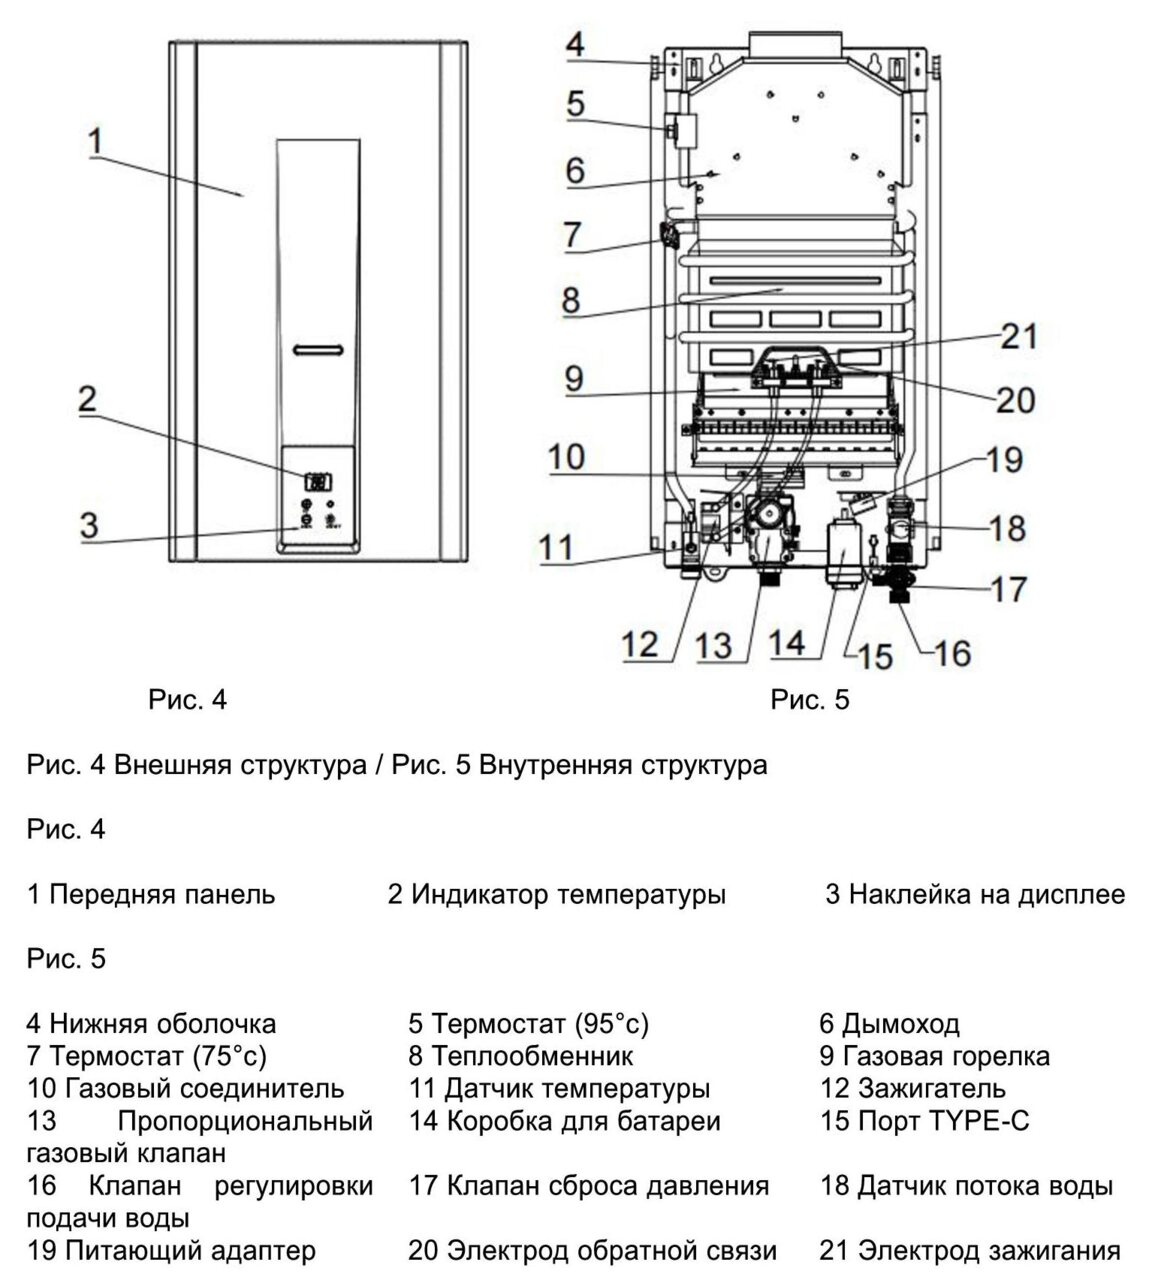 1
2
3
4
5
6
7
8
9
10
11
12
13
14
15
16
17
18
19
20
21
Рис. 4
Рис. 5
Рис. 4 Внешняя структура / Рис. 5 Внутренняя структура
Рис. 4
1 Передняя панель 2 Индикатор температуры 3 Наклейка на дисплее
Рис. 5
4 Нижняя оболочка 5 Термостат (95°с) 6 Дымоход
7 Термостат (75°с) 8 Теплообменник 9 Газовая горелка
10 Газовый соединитель 11 Датчик температуры 12 Зажигатель
13 Пропорциональный 14 Коробка для батареи 15 Порт TYPE-C
газовый клапан
16 Клапан регулировки 17 Клапан сброса давления 18 Датчик потока воды
подачи воды
19 Питающий адаптер 20 Электрод обратной связи 21 Электрод зажигания